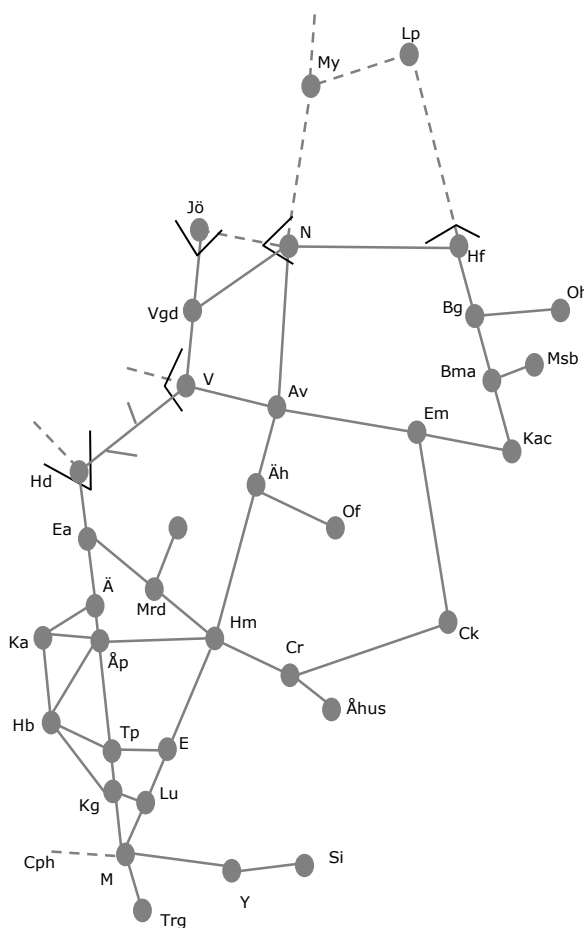 Lp
My
Jö
N
Hf
Vgd
Bg
Oh
Msb
V
Bma
Av
Em
Kac
Hd
Äh
Of
Ea
Ä
Mrd
Hm
Ka
Åp
Cr
Ck
Åhus
Hb
Tp
E
Kg
Lu
Cph
M
Si
Y
Trg